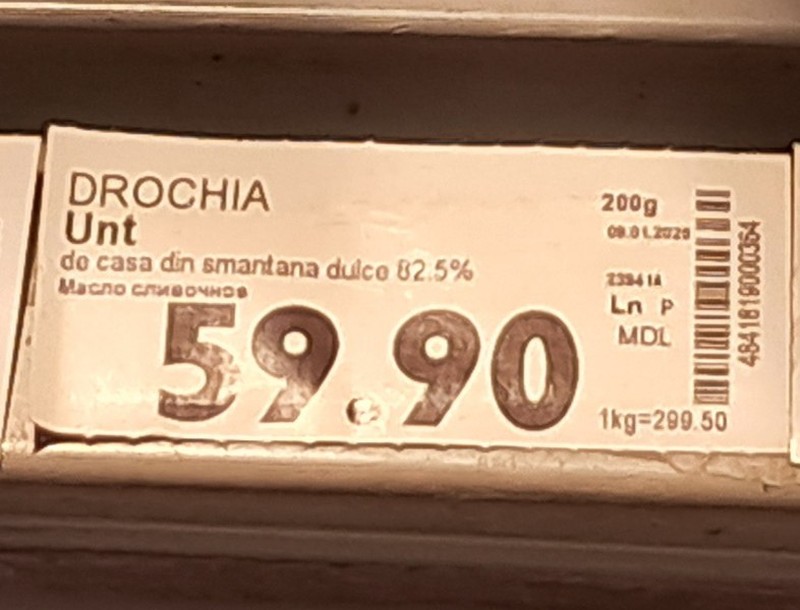 DROCHIA
Unt
de casa din smantana dulce 82.5%
Масло сливочное
59.90
200g
Ln P
MDL
1kg=299.50
4841819000364